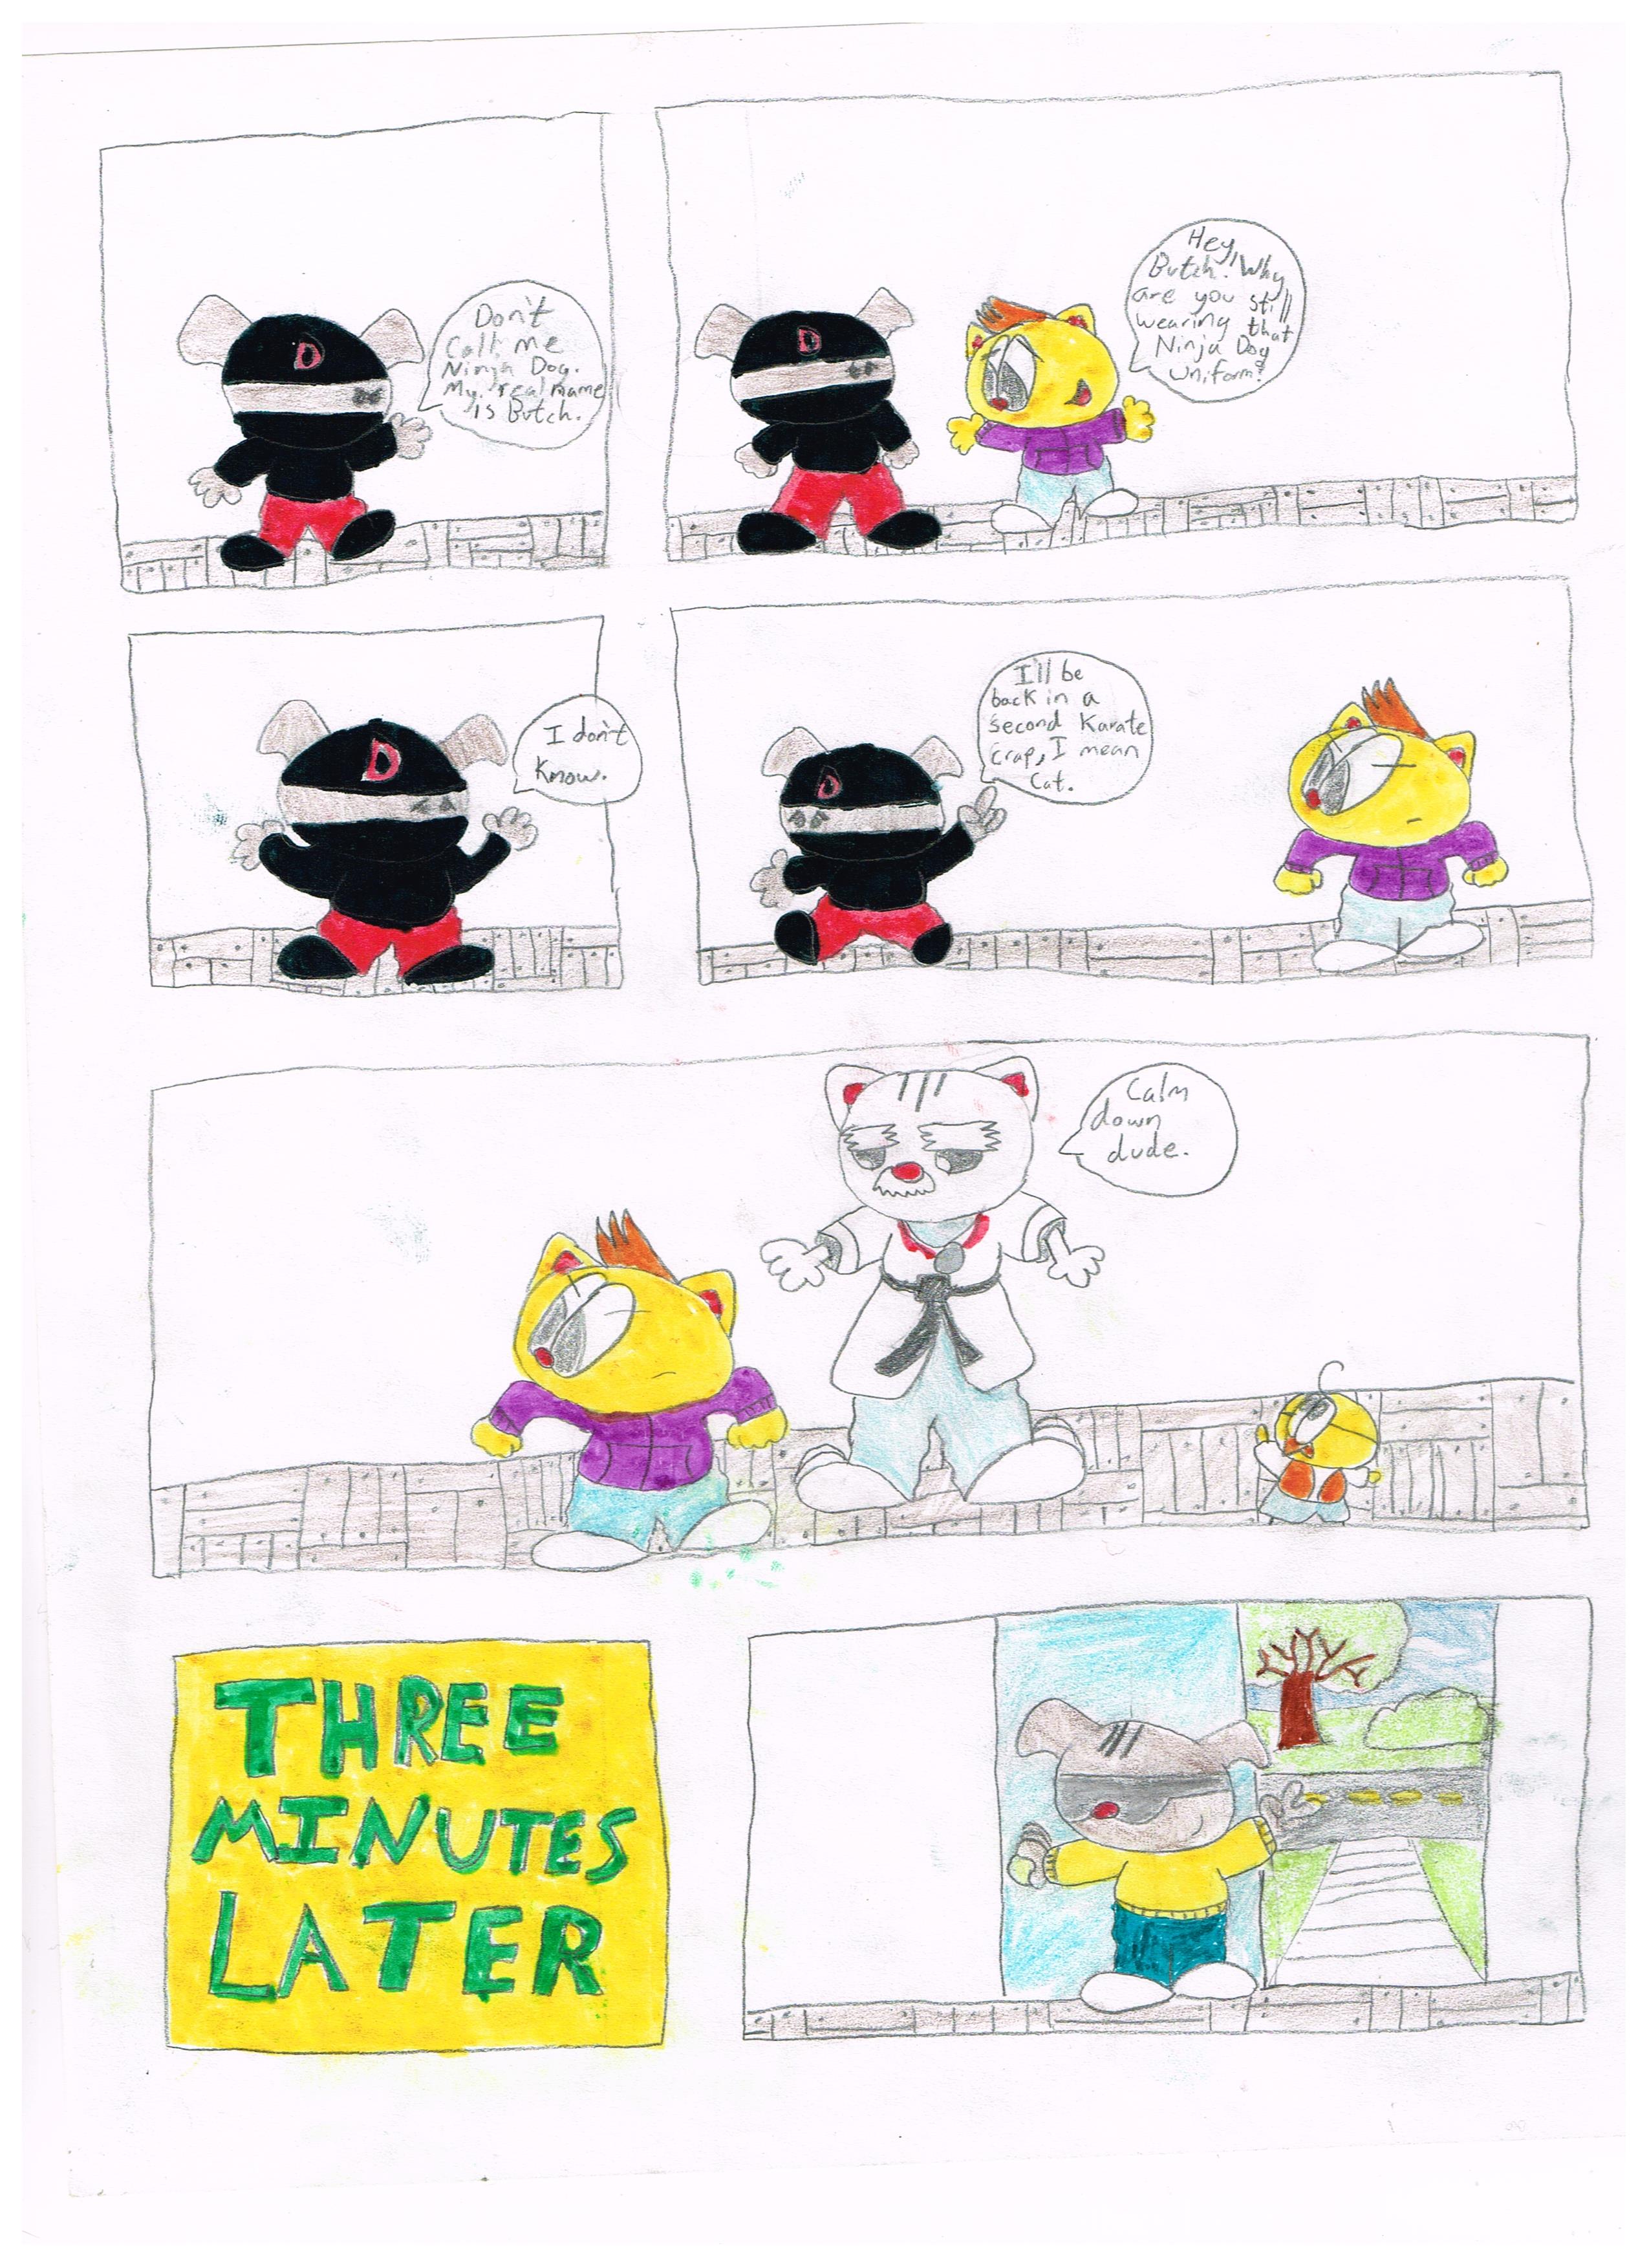 Don't
Call me
Ninja Dog.
My real name
is Butch.
D
Hey,
Butch! Why
are you still
wearing that
Ninja Dog
Uniform?
D
I don't
Know.
D
I'll be
back in a
second Karate
crap, I mean
Cat.
D
Calm
down
dude.
THREE
MINUTES
LATER